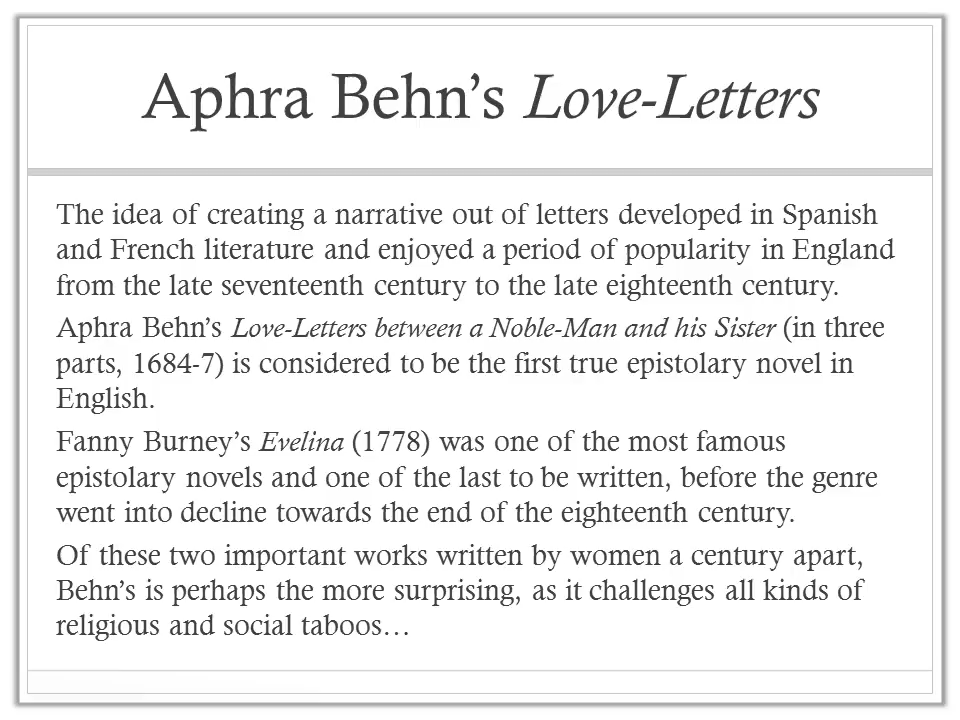 Aphra Behn’s Love-Letters
The idea of creating a narrative out of letters developed in Spanish
and French literature and enjoyed a period of popularity in England
from the late seventeenth century to the late eighteenth century.
Aphra Behn’s Love-Letters between a Noble-Man and his Sister (in three
parts, 1684-7) is considered to be the first true epistolary novel in
English.
Fanny Burney’s Evelina (1778) was one of the most famous
epistolary novels and one of the last to be written, before the genre
went into decline towards the end of the eighteenth century.
Of these two important works written by women a century apart,
Behn’s is perhaps the more surprising, as it challenges all kinds of
religious and social taboos…